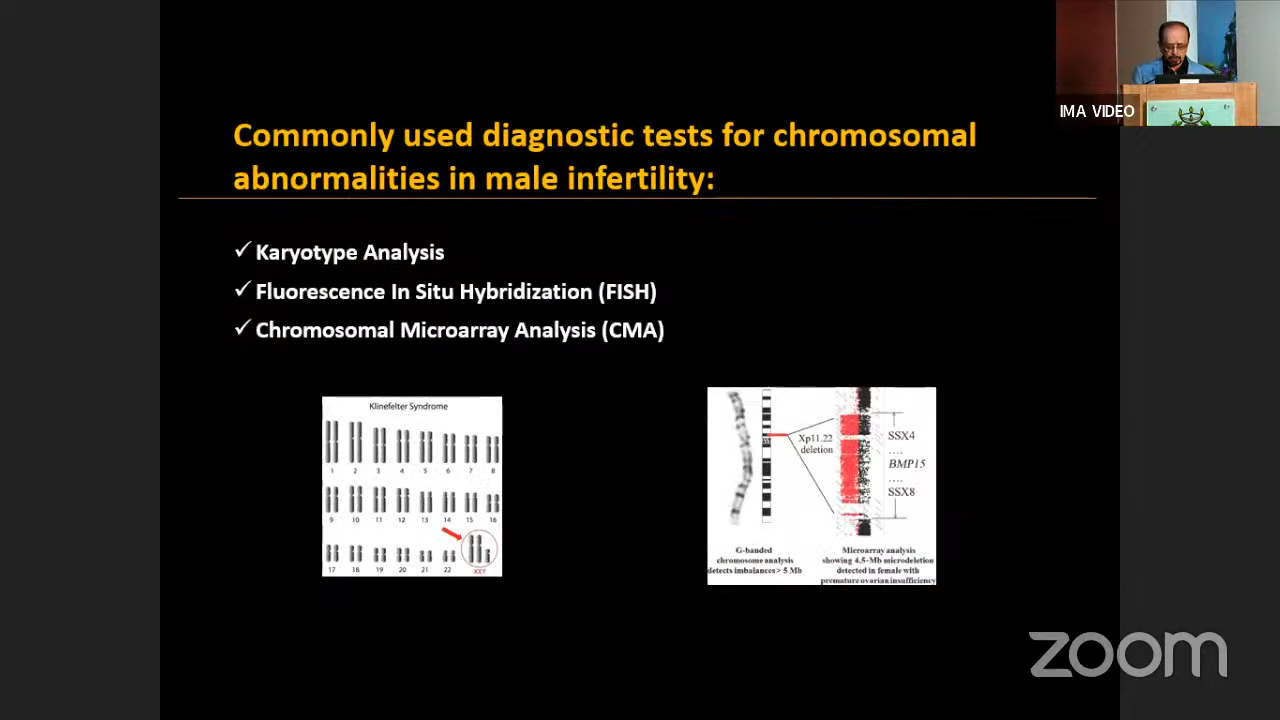 IMA VIDEO
Commonly used diagnostic tests for chromosomal
abnormalities in male infertility:
✓ Karyotype Analysis
✓ Fluorescence In Situ Hybridization (FISH)
✓ Chromosomal Microarray Analysis (CMA)
Klinefelter Syndrome
1 2 3 4 5 6 7 8
9 10 11 12 13 14 15 16
17 18 19 20 21 22 XXY
Xp11.22
deletion
SSX4
....
BMP15
....
SSX8
G-banded
chromosome analysis
detects imbalances > 5 Mb
Microarray analysis
showing 4.5-Mb microdeletion
detected in female with
premature ovarian insufficiency
zoom